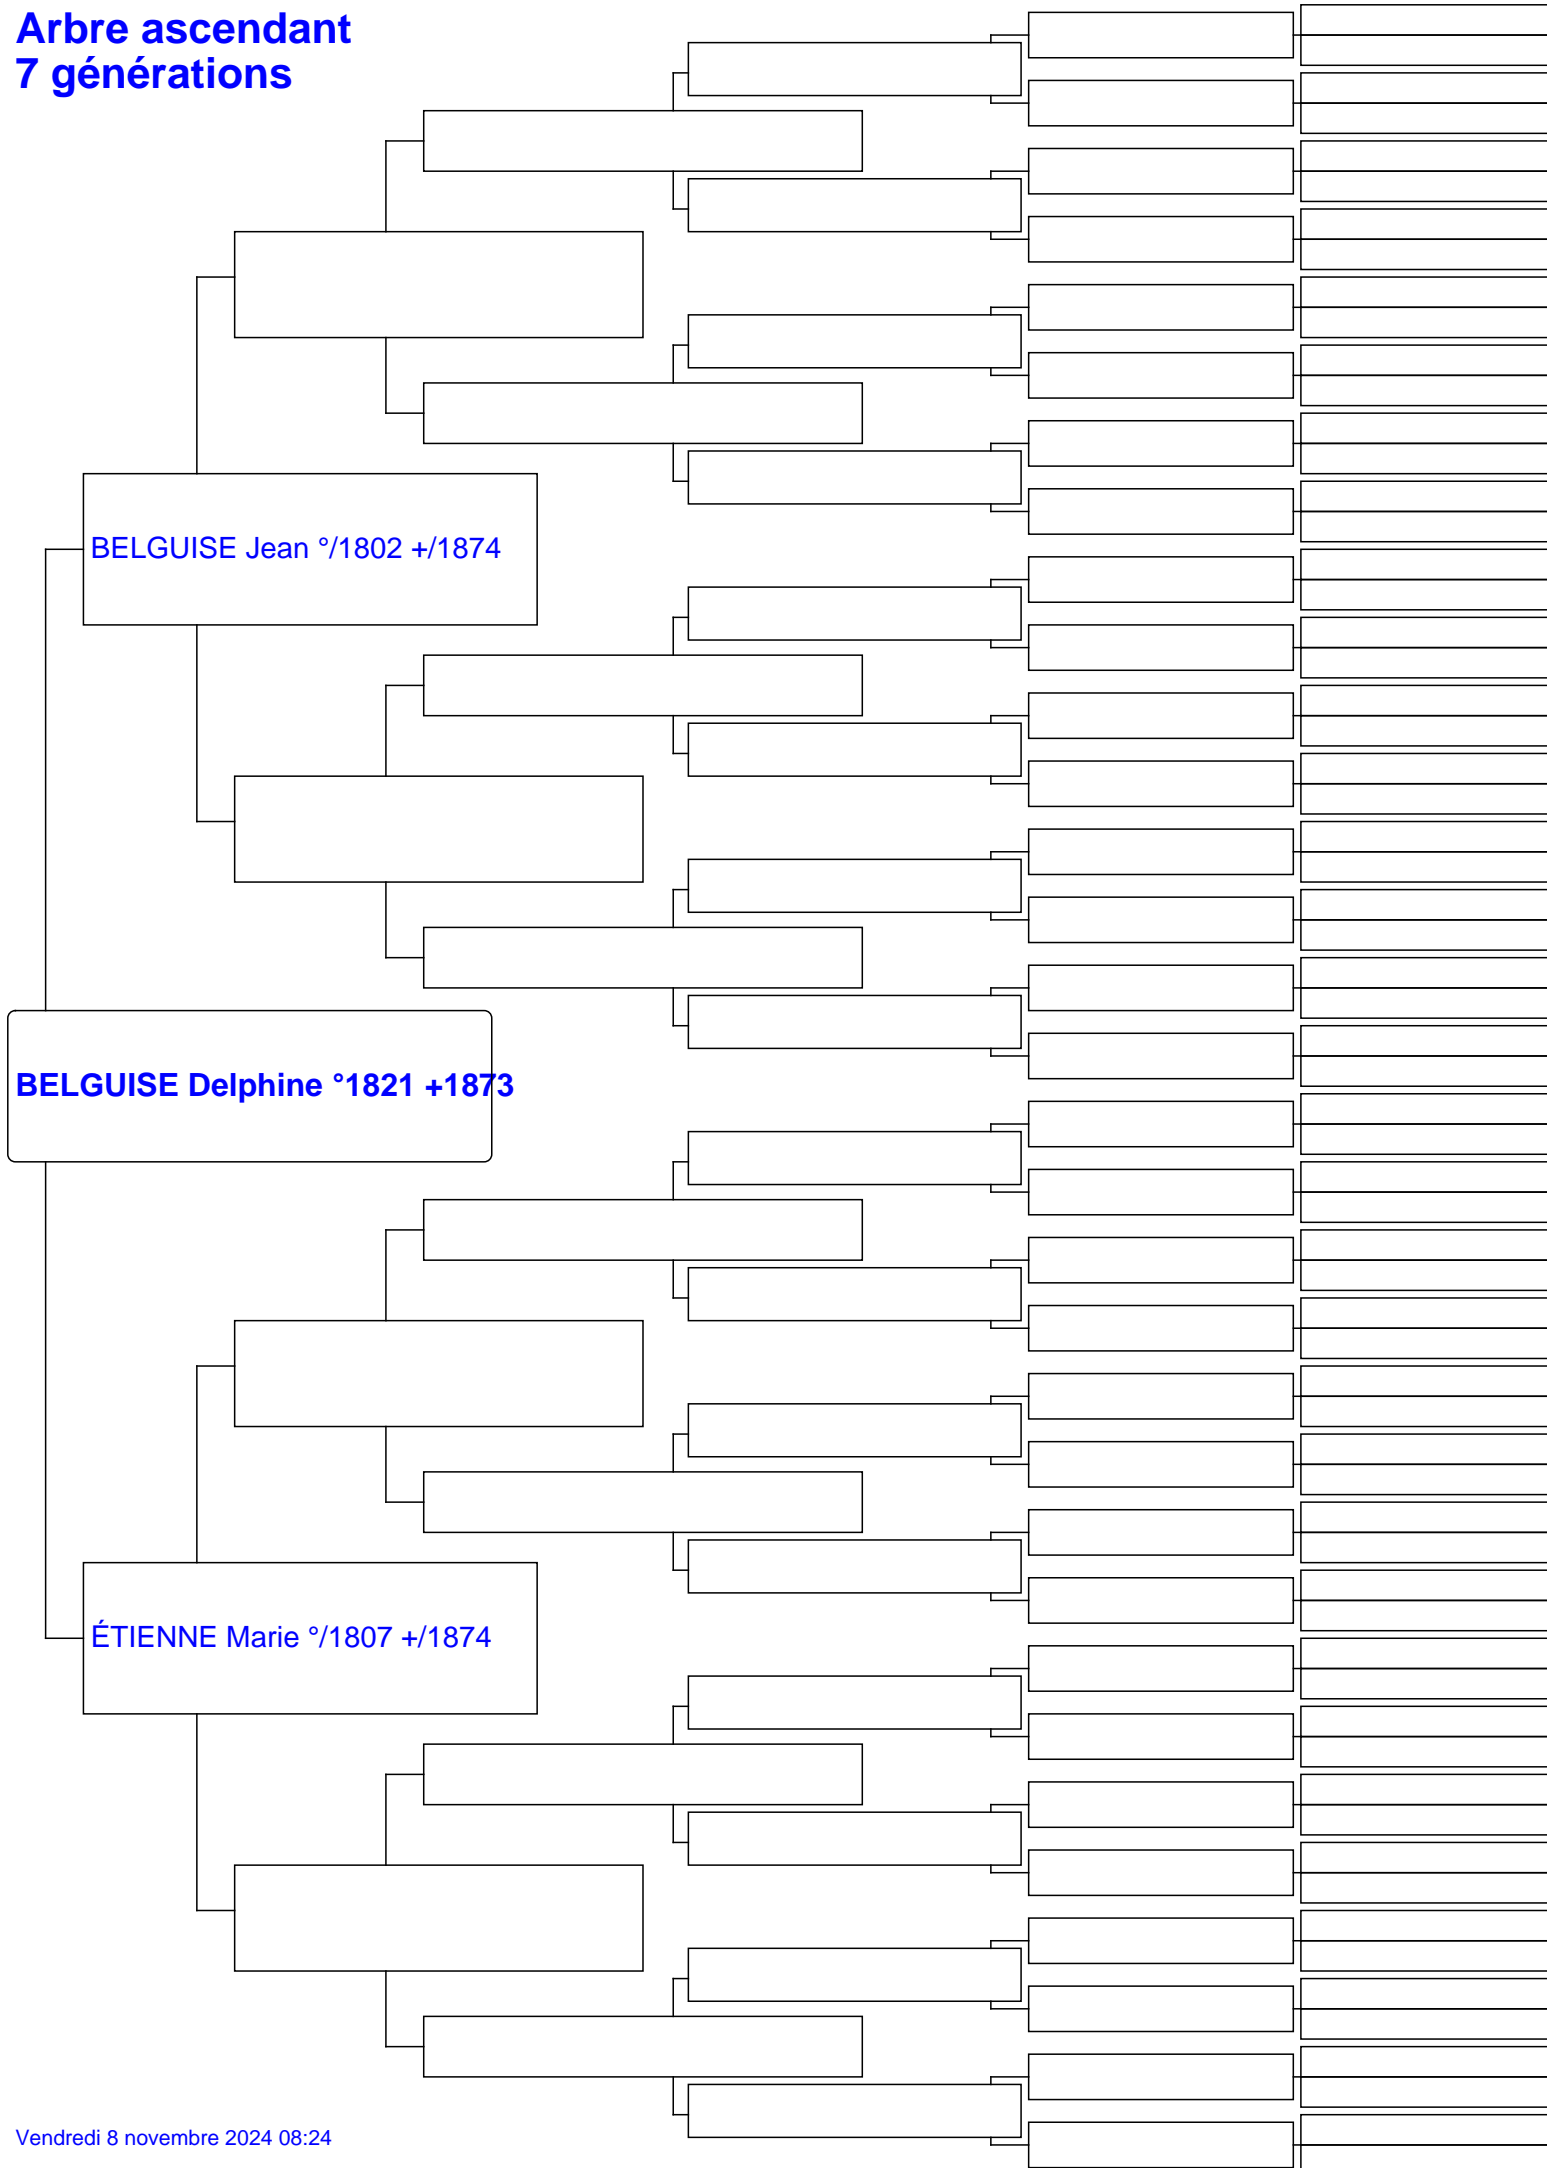 Arbre ascendant
7 générations
BELGUISE Jean °/1802 +/1874
BELGUISE Delphine °1821 +1873
ÉTIENNE Marie °/1807 +/1874
Vendredi 8 novembre 2024 08:24